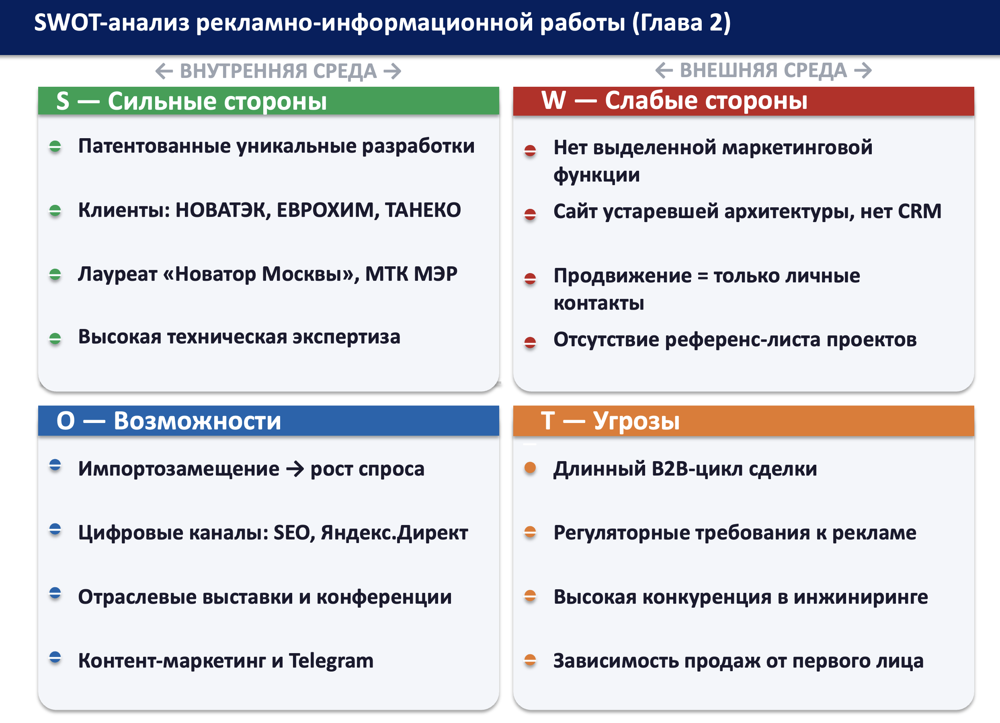 SWOT-анализ рекламно-информационной работы (Глава 2)
← ВНУТРЕННЯЯ СРЕДА →
← ВНЕШНЯЯ СРЕДА →
S — Сильные стороны
Патентованные уникальные разработки
Клиенты: НОВАТЭК, ЕВРОХИМ, ТАНЕКО
Лауреат «Новатор Москвы», МТК МЭР
Высокая техническая экспертиза
W — Слабые стороны
Нет выделенной маркетинговой
функции
Сайт устаревшей архитектуры, нет CRM
Продвижение = только личные
контакты
Отсутствие референс-листа проектов
O — Возможности
Импортозамещение → рост спроса
Цифровые каналы: SEO, Яндекс.Директ
Отраслевые выставки и конференции
Контент-маркетинг и Telegram
T — Угрозы
Длинный B2B-цикл сделки
Регуляторные требования к рекламе
Высокая конкуренция в инжиниринге
Зависимость продаж от первого лица